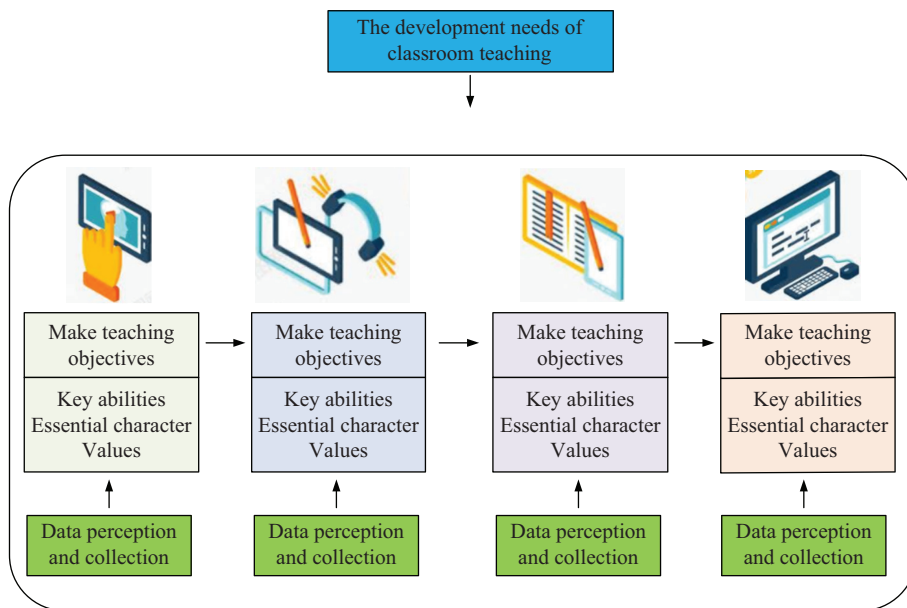 The development needs of
classroom teaching
Make teaching
objectives
Key abilities
Essential character
Values
Data perception
and collection
Make teaching
objectives
Key abilities
Essential character
Values
Data perception
and collection
Make teaching
objectives
Key abilities
Essential character
Values
Data perception
and collection
Make teaching
objectives
Key abilities
Essential character
Values
Data perception
and collection